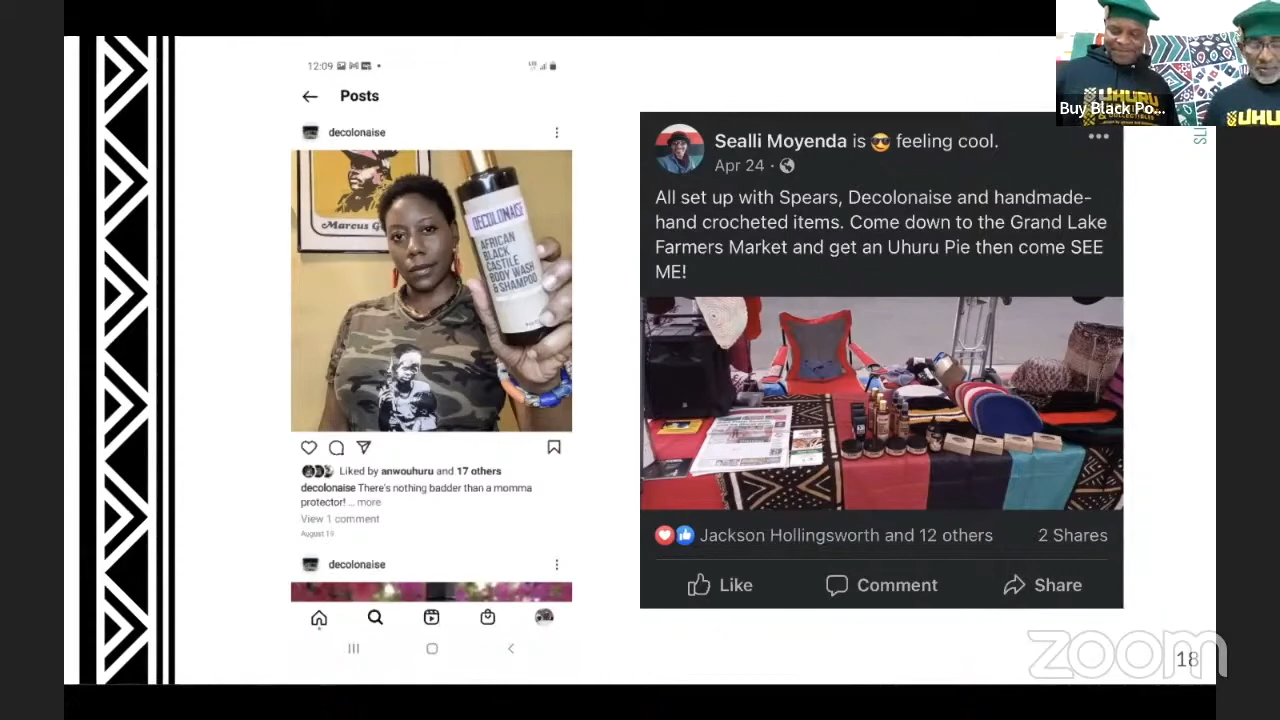 12:09
Posts
decolonaise
Marcus G
DECOLONAISE
AFRICAN
BLACK
CASTILE
BODY WASH
& SHAMPOO
Liked by anwouhuru and 17 others
decolonaise There's nothing badder than a momma
protector! ... more
View 1 comment
August 19
decolonaise
Sealli Moyenda is 😎 feeling cool.
Apr 24 ·
All set up with Spears, Decolonaise and handmade-
hand crocheted items. Come down to the Grand Lake
Farmers Market and get an Uhuru Pie then come SEE
ME!
Jackson Hollingsworth and 12 others
2 Shares
Like
Comment
Share
UHURU
& COLLECTIBLES
Buy Black Po...
UHURU
SLI
zoom
18